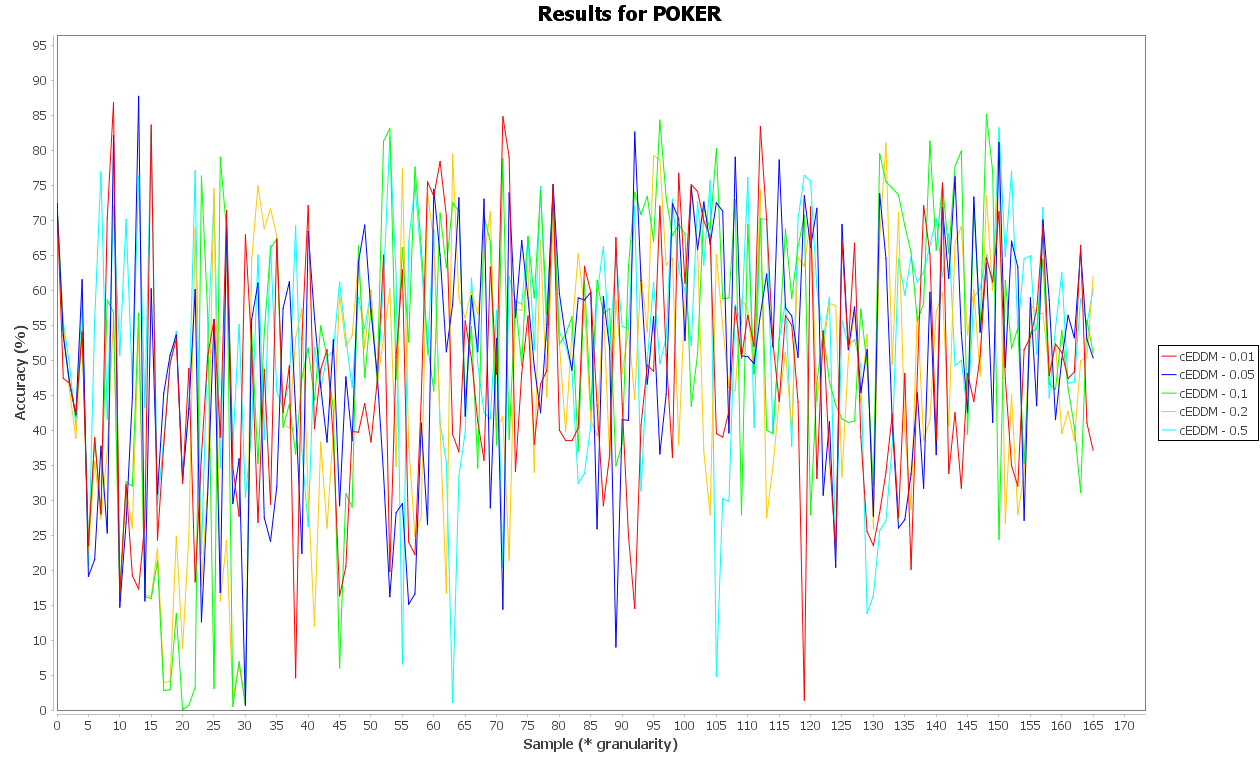 Results for POKER
Accuracy (%)
95
90
85
80
75
70
65
60
55
50
45
40
35
30
25
20
15
10
5
0
0 5 10 15 20 25 30 35 40 45 50 55 60 65 70 75 80 85 90 95 100 105 110 115 120 125 130 135 140 145 150 155 160 165 170
Sample (* granularity)
cEDDM - 0.01
cEDDM - 0.05
cEDDM - 0.1
cEDDM - 0.2
cEDDM - 0.5